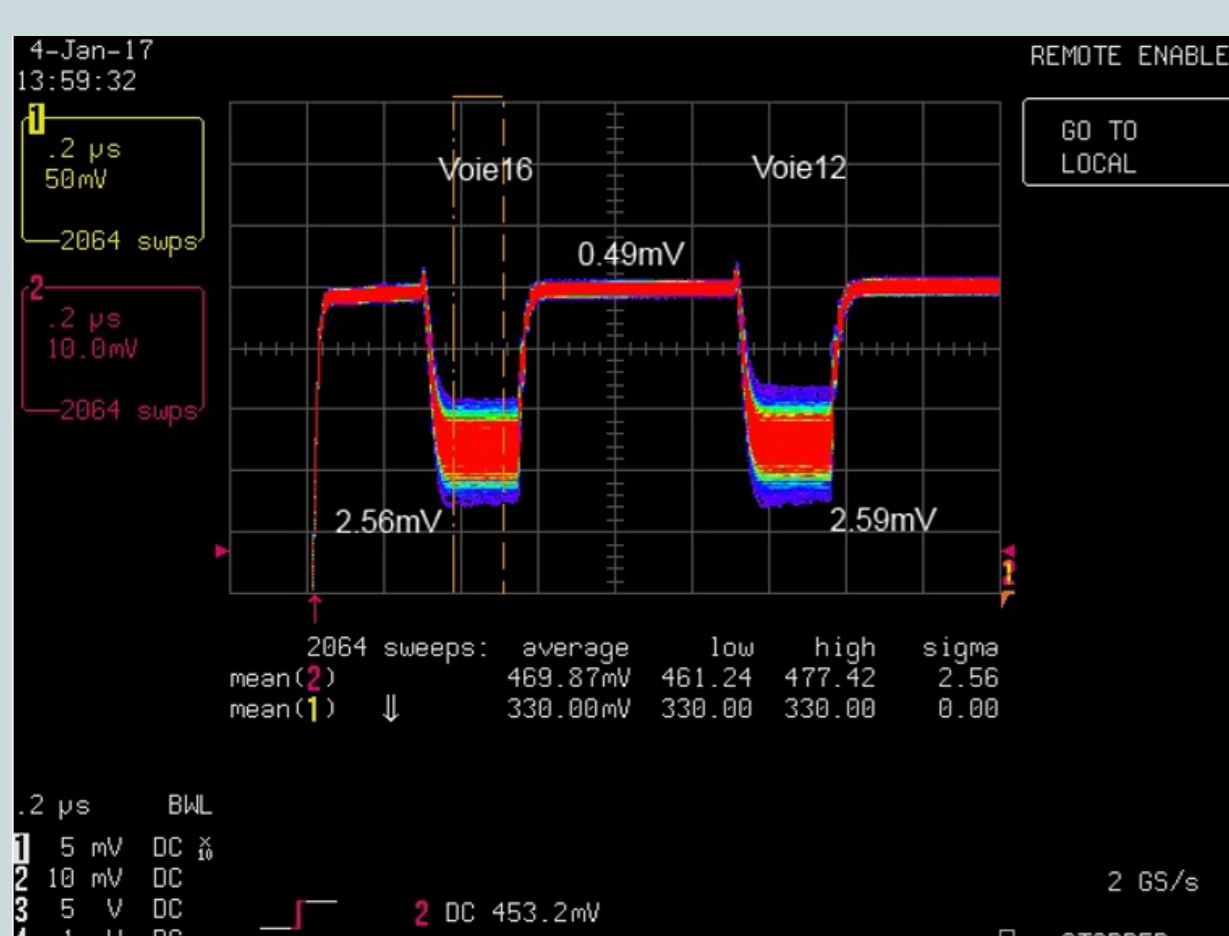 4-Jan-17
13:59:32
REMOTE ENABLE
1
.2 µs
50mV
2064 swps
2
.2 µs
10.0mV
2064 swps
GO TO
LOCAL
Voie16
Voie12
0.49mV
2.56mV
2.59mV
1
2064 sweeps: average low high sigma
mean(2) 469.87mV 461.24 477.42 2.56
mean(1) ⇓ 330.00mV 330.00 330.00 0.00
.2 µs BWL
1 5 mV DC X10
2 10 mV DC
3 5 V DC
2 GS/s
2 DC 453.2mV